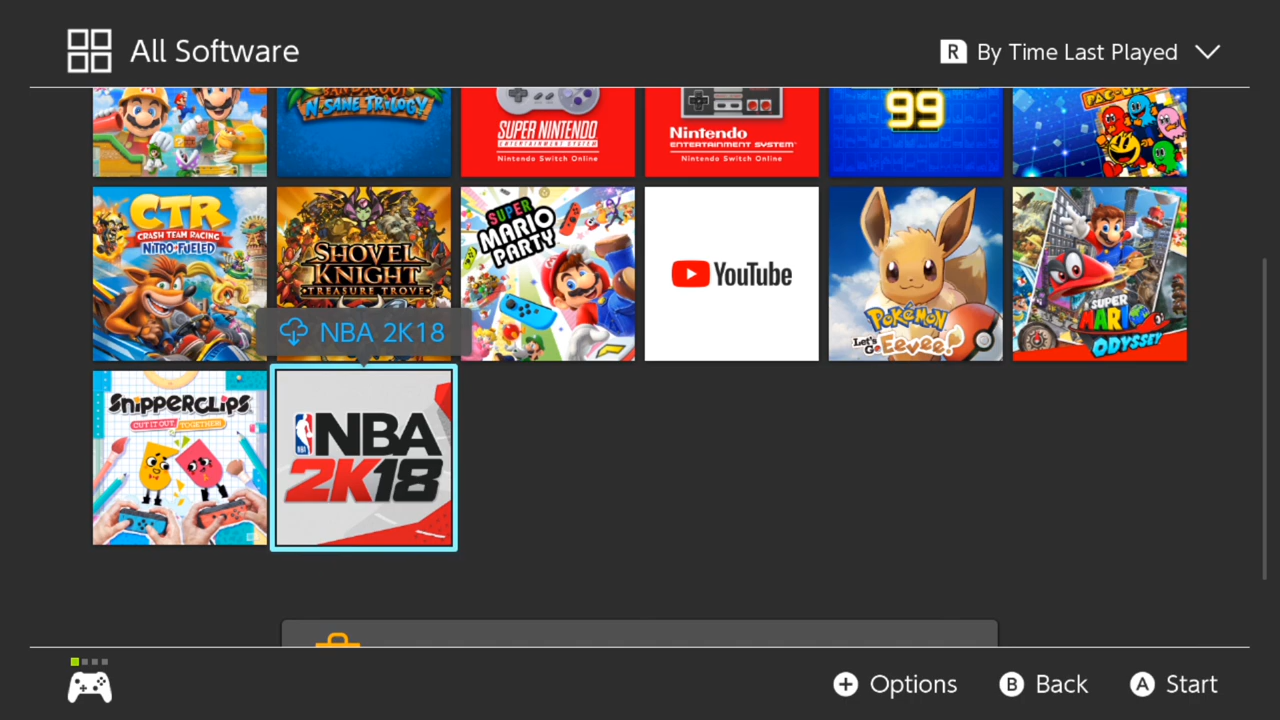 All Software
R By Time Last Played
N. SANE TRILOGY
SUPER NINTENDO
ENTERTAINMENT SYSTEM
Nintendo Switch Online
Nintendo
ENTERTAINMENT SYSTEM™
Nintendo Switch Online
99
CTR
CRASH TEAM RACING
NITRO-FUELED
SHOVEL
KNIGHT
TREASURE TROVE
SUPER
MARIO
PARTY
YouTube
Pokémon
Let's Go Eevee!
SUPER
MARIO
ODYSSEY
NBA 2K18
SNIPPERCLIPS
CUT IT OUT, TOGETHER!
NBA
2K18
+ Options
B Back
A Start